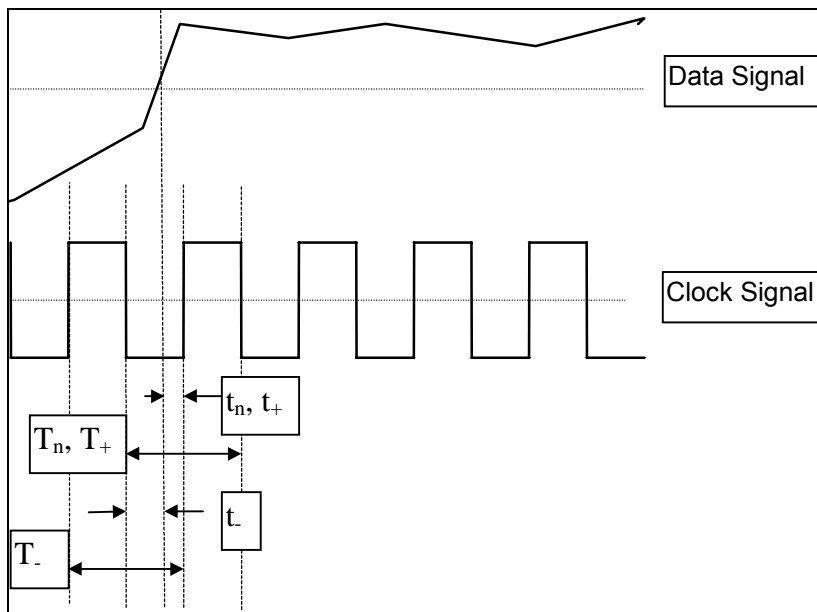 Data Signal
Clock Signal
tₙ, t₊
Tₙ, T₊
t₋
T₋